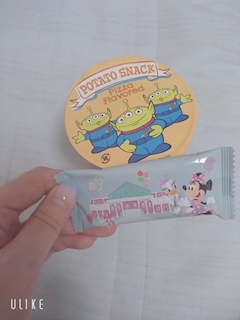 POTATO SNACK
Pizza
Flavored
ULIKE